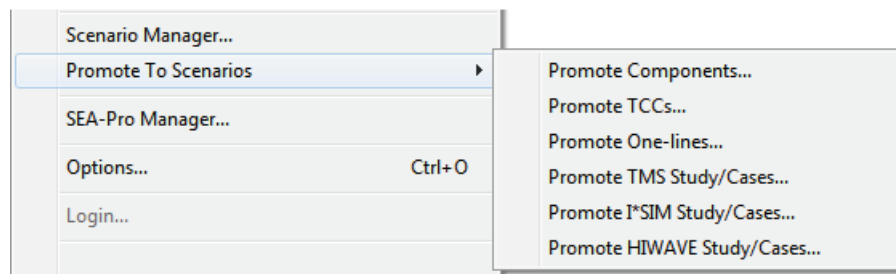 Scenario Manager...
Promote To Scenarios
SEA-Pro Manager...
Options... Ctrl+O
Login...
Promote Components...
Promote TCCs...
Promote One-lines...
Promote TMS Study/Cases...
Promote I*SIM Study/Cases...
Promote HIWAVE Study/Cases...